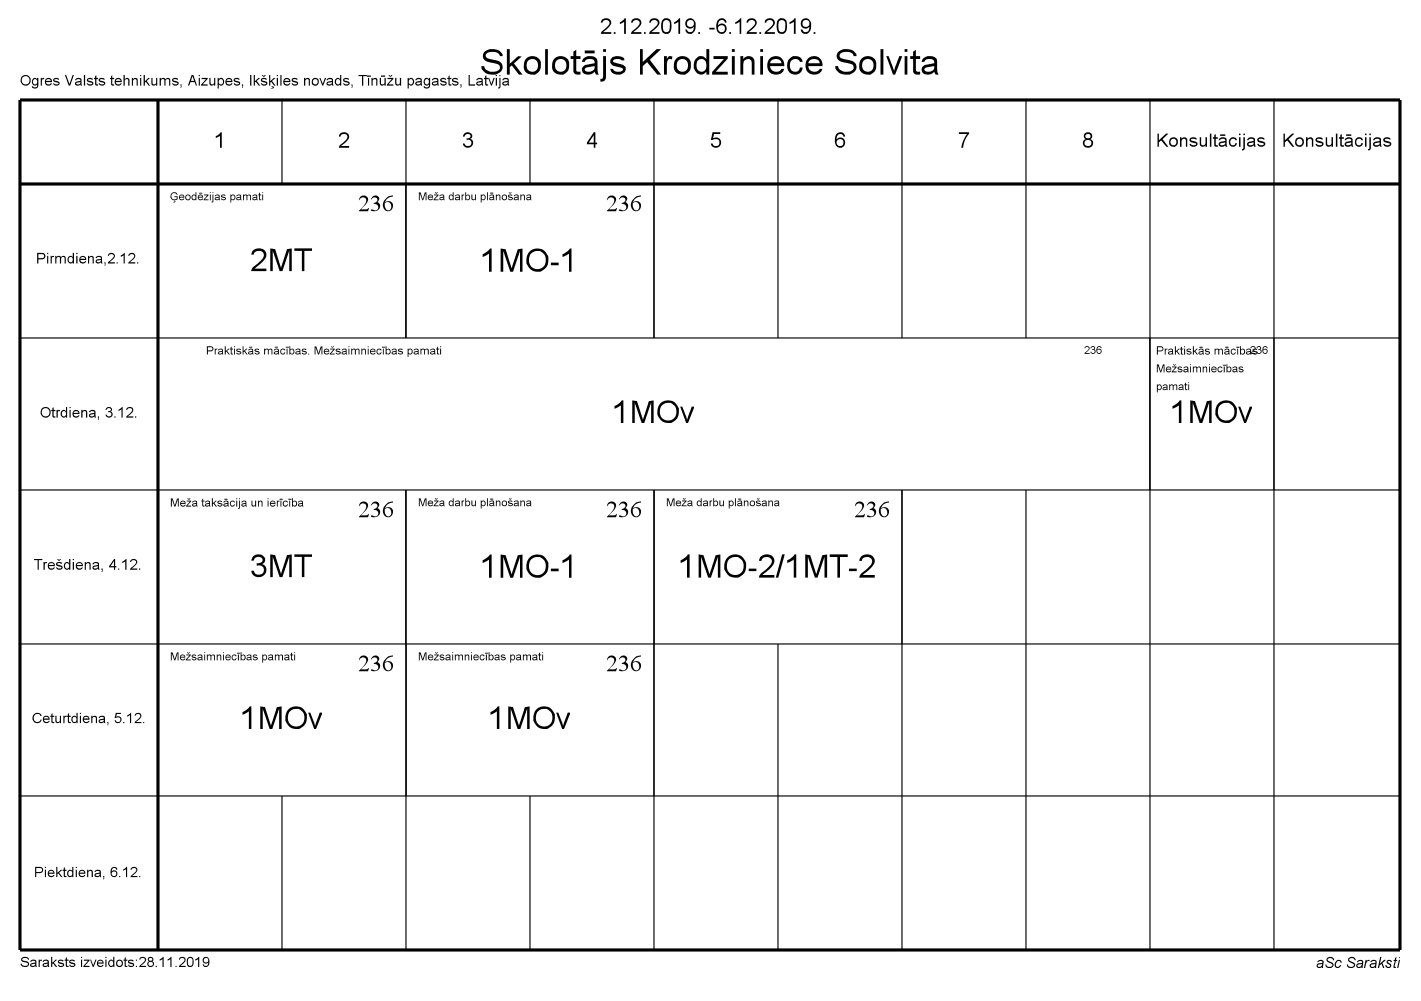 2.12.2019. -6.12.2019.
Skolotājs Krodziniece Solvita
Ogres Valsts tehnikums, Aizupes, Ikšķiles novads, Tīnūžu pagasts, Latvija
1 2 3 4 5 6 7 8 Konsultācijas Konsultācijas
Ģeodēzijas pamati 236 Meža darbu plānošana 236
Pirmdiena,2.12. 2MT 1MO-1
Praktiskās mācības. Mežsaimniecības pamati 236 Praktiskās mācības 236
Mežsaimniecības
pamati
Otrdiena, 3.12. 1MOv 1MOv
Meža taksācija un ierīcība 236 Meža darbu plānošana 236 Meža darbu plānošana 236
Trešdiena, 4.12. 3MT 1MO-1 1MO-2/1MT-2
Mežsaimniecības pamati 236 Mežsaimniecības pamati 236
Ceturtdiena, 5.12. 1MOv 1MOv
Piektdiena, 6.12.
Saraksts izveidots:28.11.2019 aSc Saraksti